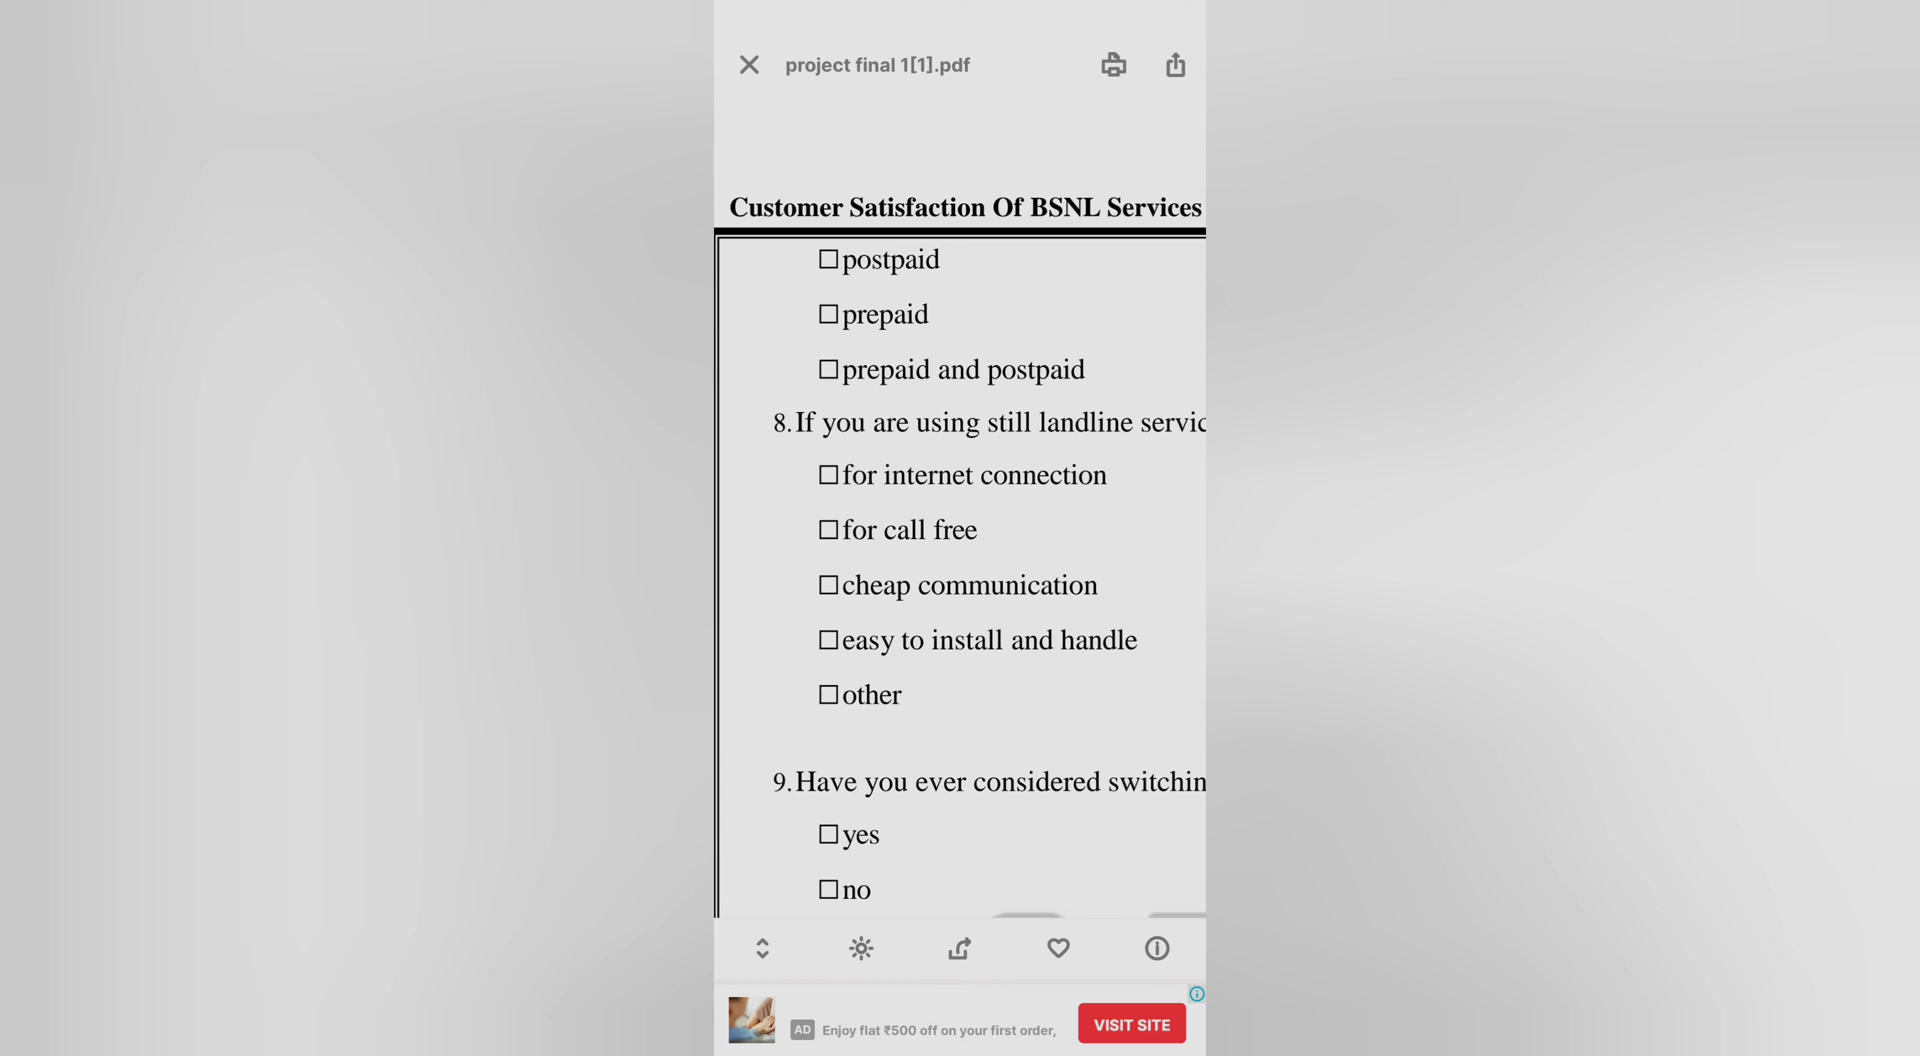 project final 1[1].pdf
Customer Satisfaction Of BSNL Services
☐postpaid
☐prepaid
☐prepaid and postpaid
8.If you are using still landline servic
☐for internet connection
☐for call free
☐cheap communication
☐easy to install and handle
☐other
9.Have you ever considered switchin
☐yes
☐no
AD Enjoy flat ₹500 off on your first order,
VISIT SITE